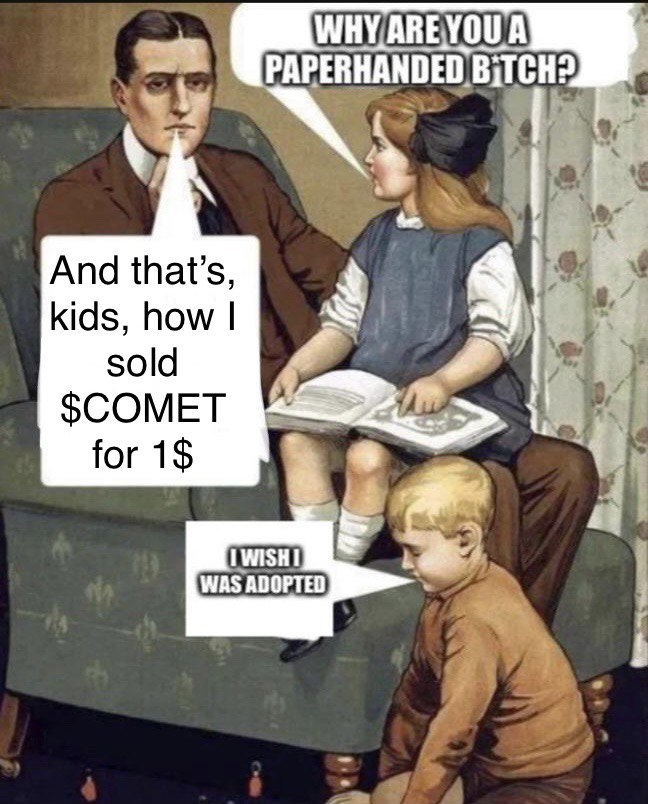 WHY ARE YOU A
PAPERHANDED B*TCH?
And that’s,
kids, how I
sold
$COMET
for 1$
I WISH I
WAS ADOPTED